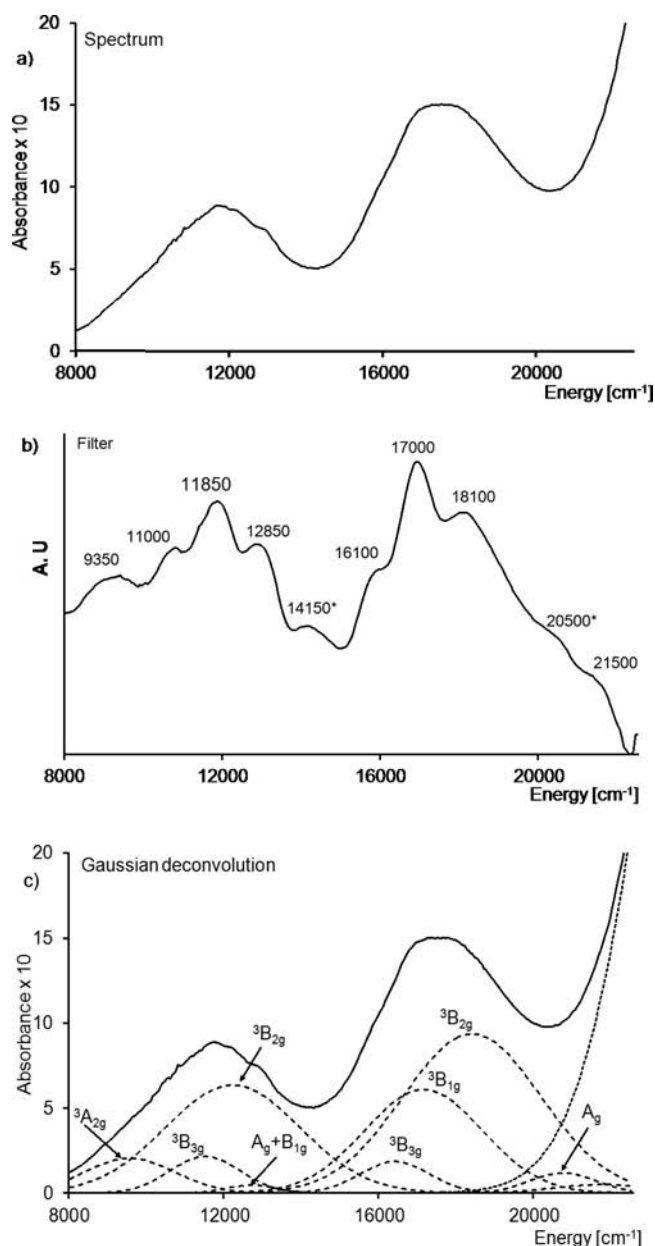 a)
Spectrum
20
15
10
5
0
Absorbance x 10
8000 12000 16000 20000
Energy [cm⁻¹]
b)
Filter
A. U
9350
11000
11850
12850
14150*
16100
17000
18100
20500*
21500
8000 12000 16000 20000
Energy [cm⁻¹]
c)
Gaussian deconvolution
20
15
10
5
0
Absorbance x 10
³A₂g
³B₃g
³B₂g
Ag+B₁g
³B₃g
³B₁g
³B₂g
Ag
8000 12000 16000 20000
Energy [cm⁻¹]